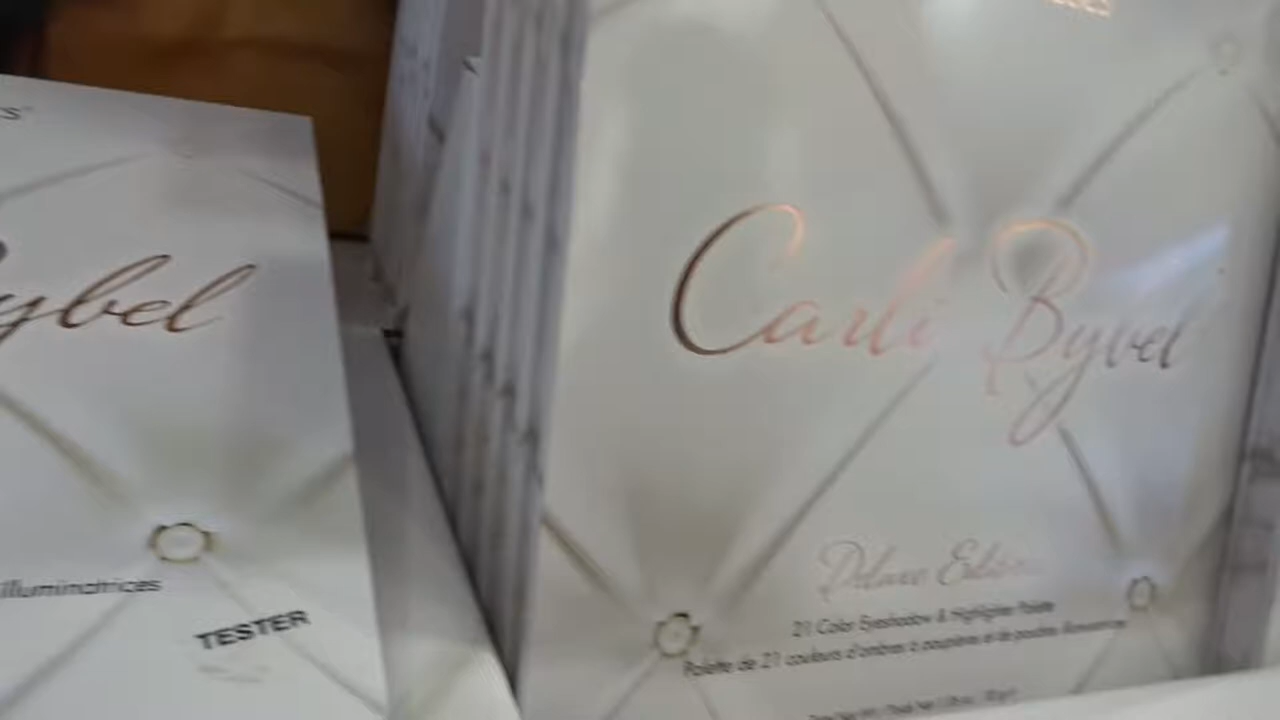 ybel
illuminatrices
TESTER
Carli Bybel
Deluxe Edition
21 Color Eyeshadow & Highlighter Palette
Palette de 21 couleurs d'ombres à paupières et de poudres illuminatrices